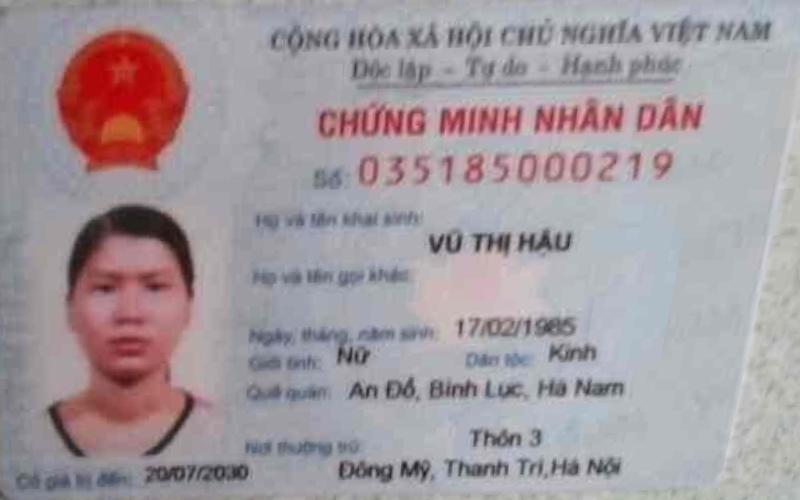 CỘNG HÒA XÃ HỘI CHỦ NGHĨA VIỆT NAM
Độc lập - Tự do - Hạnh phúc
CHỨNG MINH NHÂN DÂN
Số: 035185000219
Họ và tên khai sinh:
VŨ THỊ HẬU
Họ và tên gọi khác:
Ngày, tháng, năm sinh: 17/02/1985
Giới tính: Nữ Dân tộc: Kinh
Quê quán: An Đổ, Bình Lục, Hà Nam
Nơi thường trú: Thôn 3
Đông Mỹ, Thanh Trì,Hà Nội
Có giá trị đến: 20/07/2030